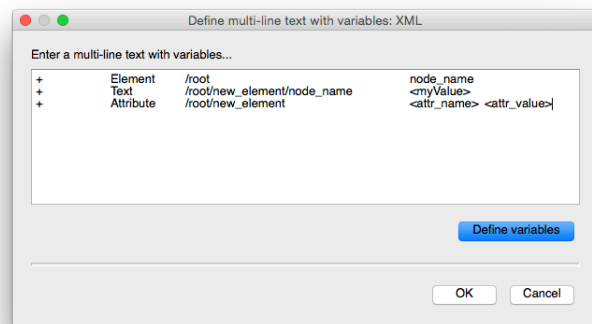 Define multi-line text with variables: XML
Enter a multi-line text with variables...
+ Element /root node_name
+ Text /root/new_element/node_name <myValue>
+ Attribute /root/new_element <attr_name> <attr_value>
Define variables
OK Cancel